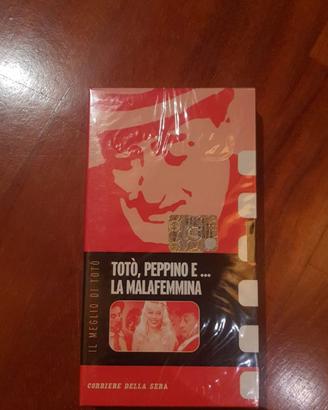 TOTÒ, PEPPINO E ...
LA MALAFEMMINA
IL MEGLIO DI TOTÒ
CORRIERE DELLA SERA